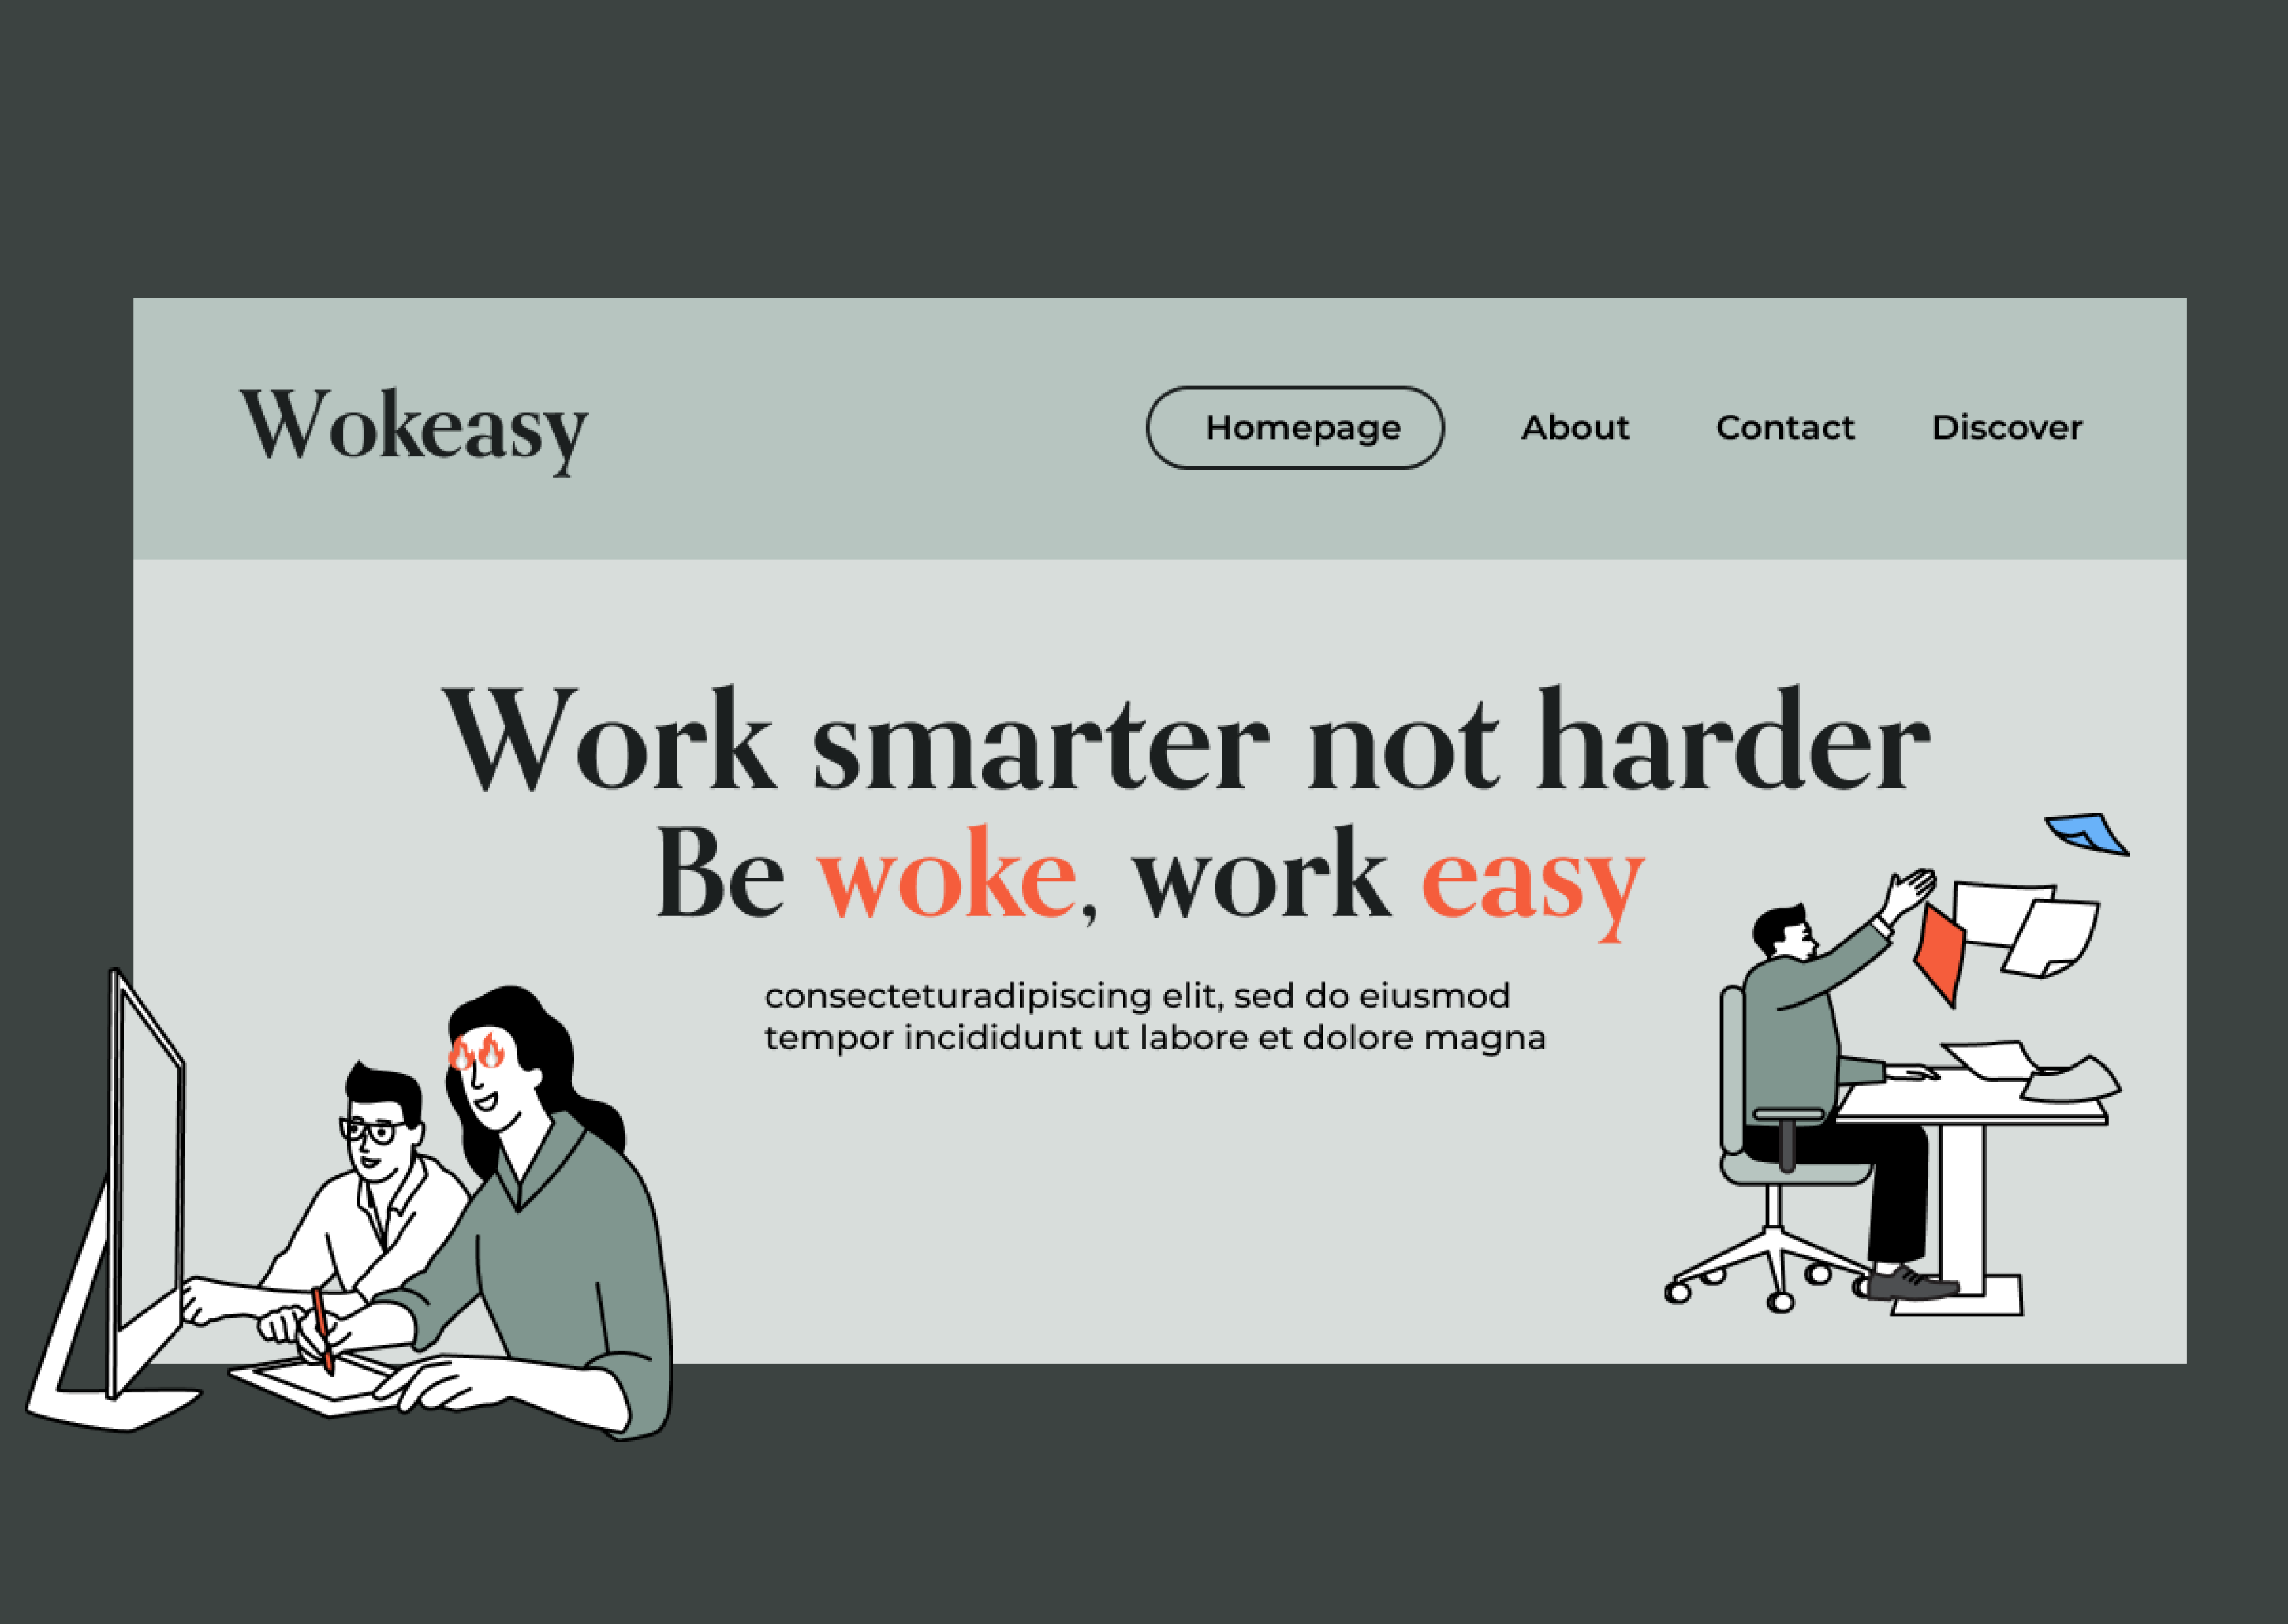 Wokeasy
Homepage About Contact Discover
Work smarter not harder
Be woke, work easy
consecteturadipiscing elit, sed do eiusmod
tempor incididunt ut labore et dolore magna